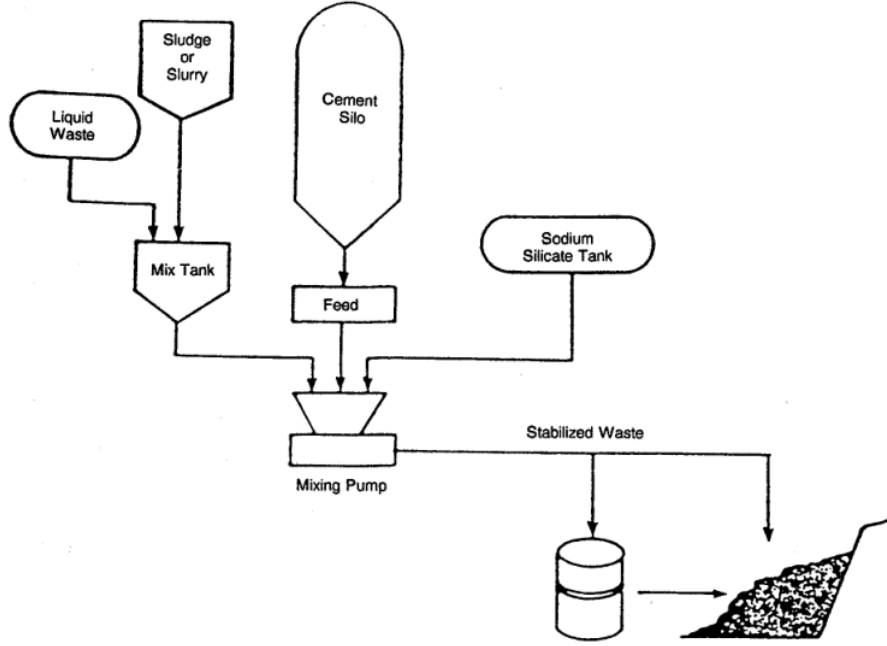 Sludge
or
Slurry
Liquid
Waste
Cement
Silo
Mix Tank
Sodium
Silicate Tank
Feed
Stabilized Waste
Mixing Pump